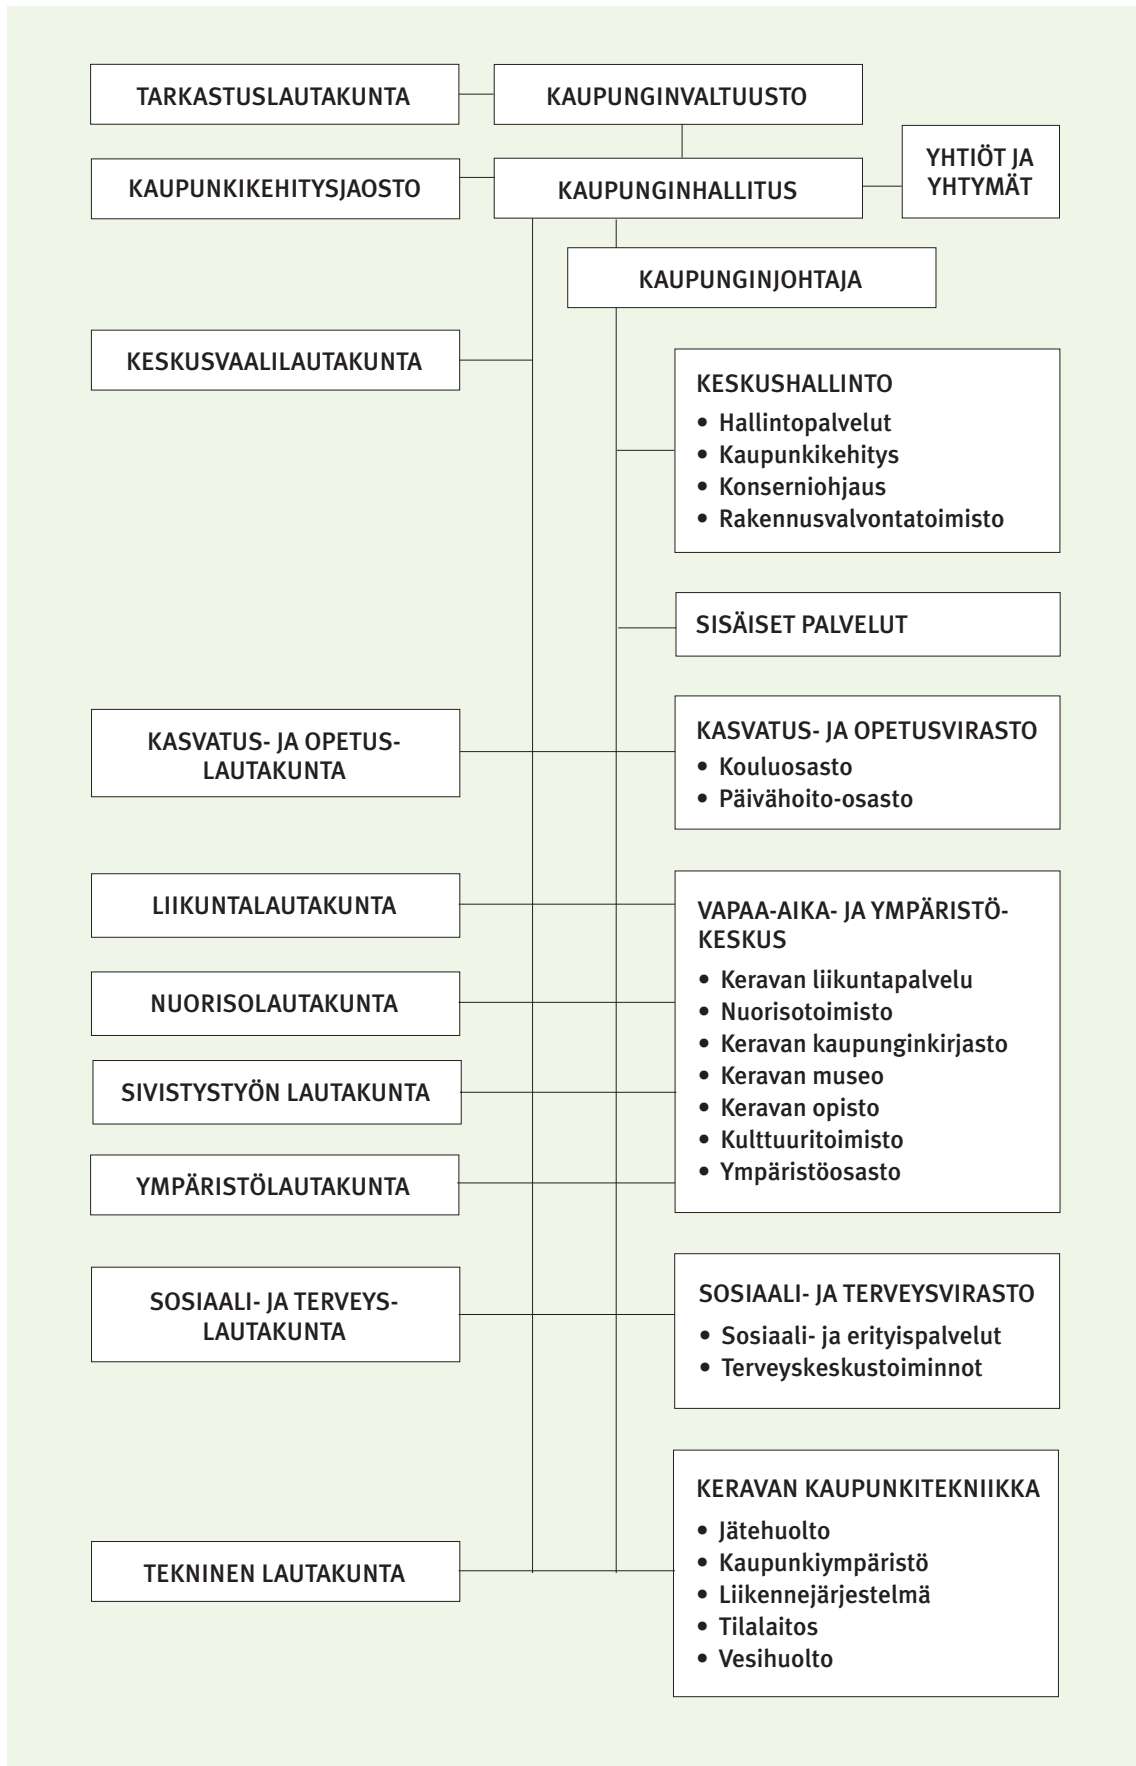 TARKASTUSLAUTAKUNTA
KAUPUNGINVALTUUSTO
KAUPUNKIKEHITYSJAOSTO
KAUPUNGINHALLITUS
YHTIÖT JA
YHTYMÄT
KAUPUNGINJOHTAJA
KESKUSVAALILAUTAKUNTA
KESKUSHALLINTO
• Hallintopalvelut
• Kaupunkikehitys
• Konserniohjaus
• Rakennusvalvontatoimisto
SISÄISET PALVELUT
KASVATUS- JA OPETUS-
LAUTAKUNTA
KASVATUS- JA OPETUSVIRASTO
• Kouluosasto
• Päivähoito-osasto
LIIKUNTALAUTAKUNTA
NUORISOLAUTAKUNTA
SIVISTYSTYÖN LAUTAKUNTA
YMPÄRISTÖLAUTAKUNTA
VAPAA-AIKA- JA YMPÄRISTÖ-
KESKUS
• Keravan liikuntapalvelu
• Nuorisotoimisto
• Keravan kaupunginkirjasto
• Keravan museo
• Keravan opisto
• Kulttuuritoimisto
• Ympäristöosasto
SOSIAALI- JA TERVEYS-
LAUTAKUNTA
SOSIAALI- JA TERVEYSVIRASTO
• Sosiaali- ja erityispalvelut
• Terveyskeskustoiminnot
TEKNINEN LAUTAKUNTA
KERAVAN KAUPUNKITEKNIIKKA
• Jätehuolto
• Kaupunkiympäristö
• Liikennejärjestelmä
• Tilalaitos
• Vesihuolto